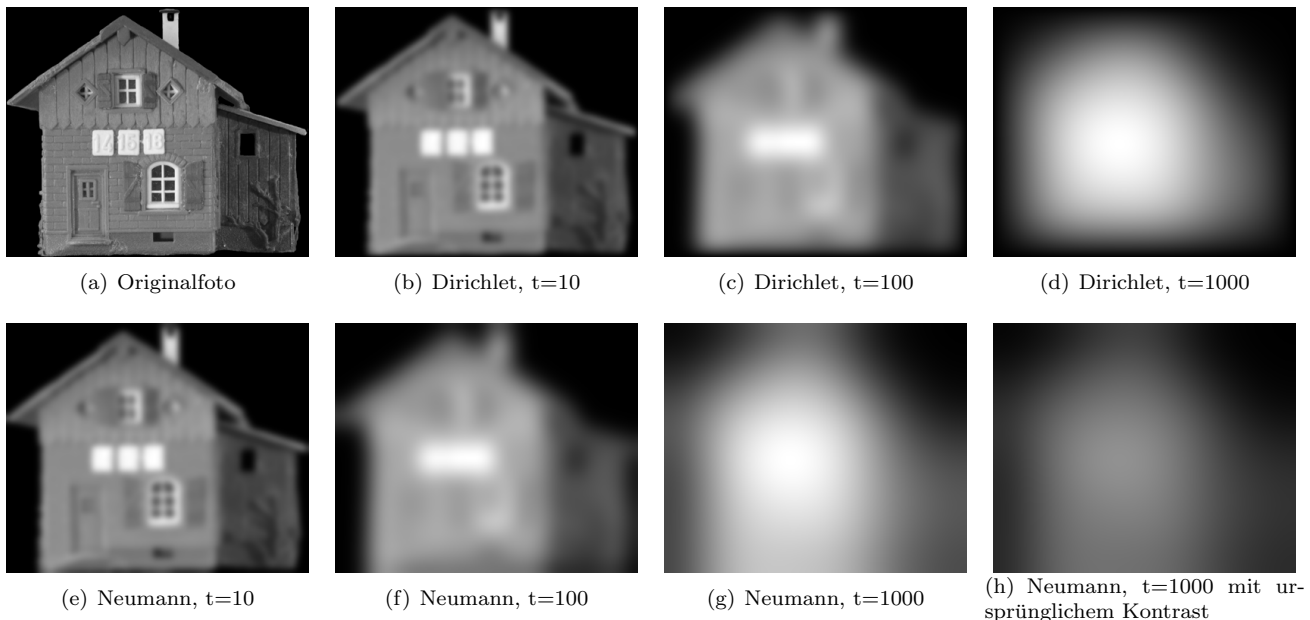 14 16 18
(a) Originalfoto
(b) Dirichlet, t=10
(c) Dirichlet, t=100
(d) Dirichlet, t=1000
(e) Neumann, t=10
(f) Neumann, t=100
(g) Neumann, t=1000
(h) Neumann, t=1000 mit ur-
sprünglichem Kontrast